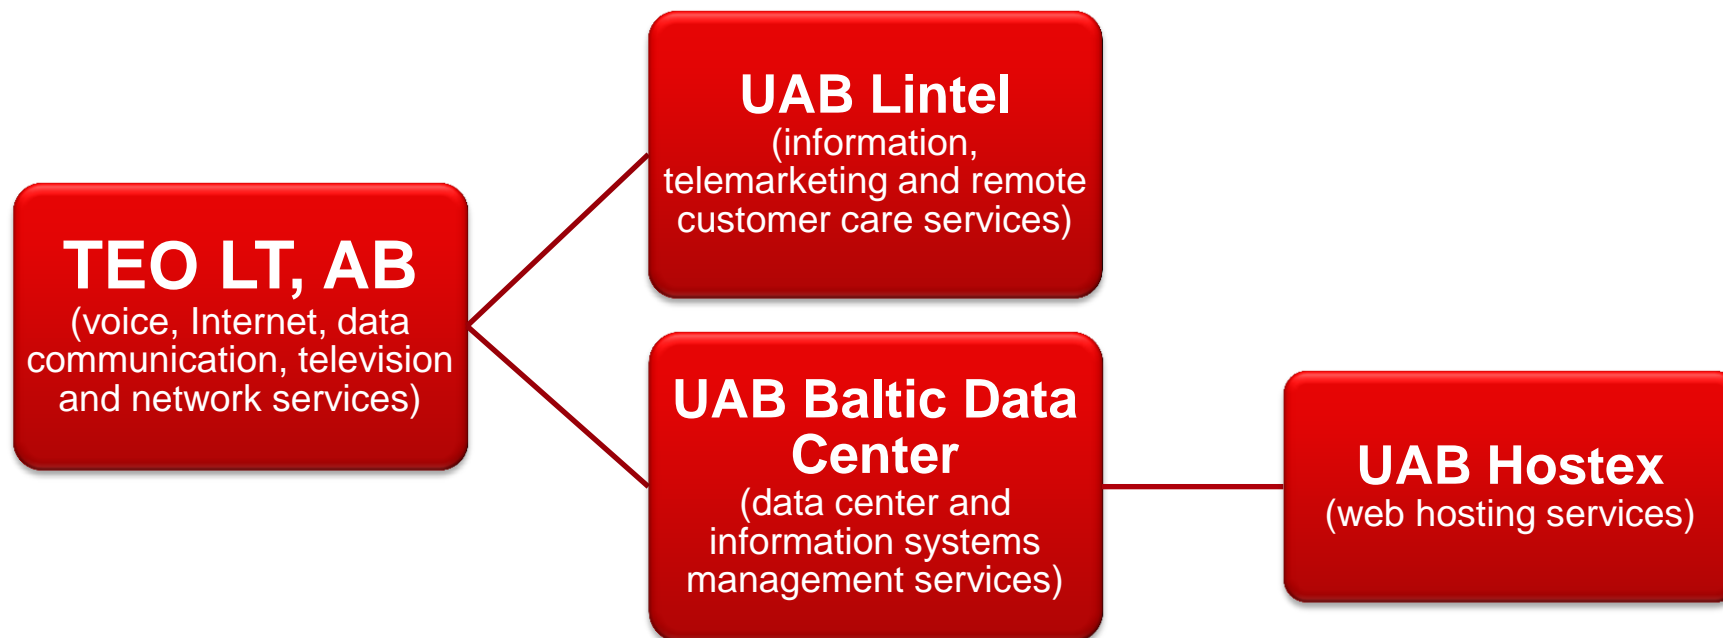 TEO LT, AB
(voice, Internet, data
communication, television
and network services)
UAB Lintel
(information,
telemarketing and remote
customer care services)
UAB Baltic Data
Center
(data center and
information systems
management services)
UAB Hostex
(web hosting services)